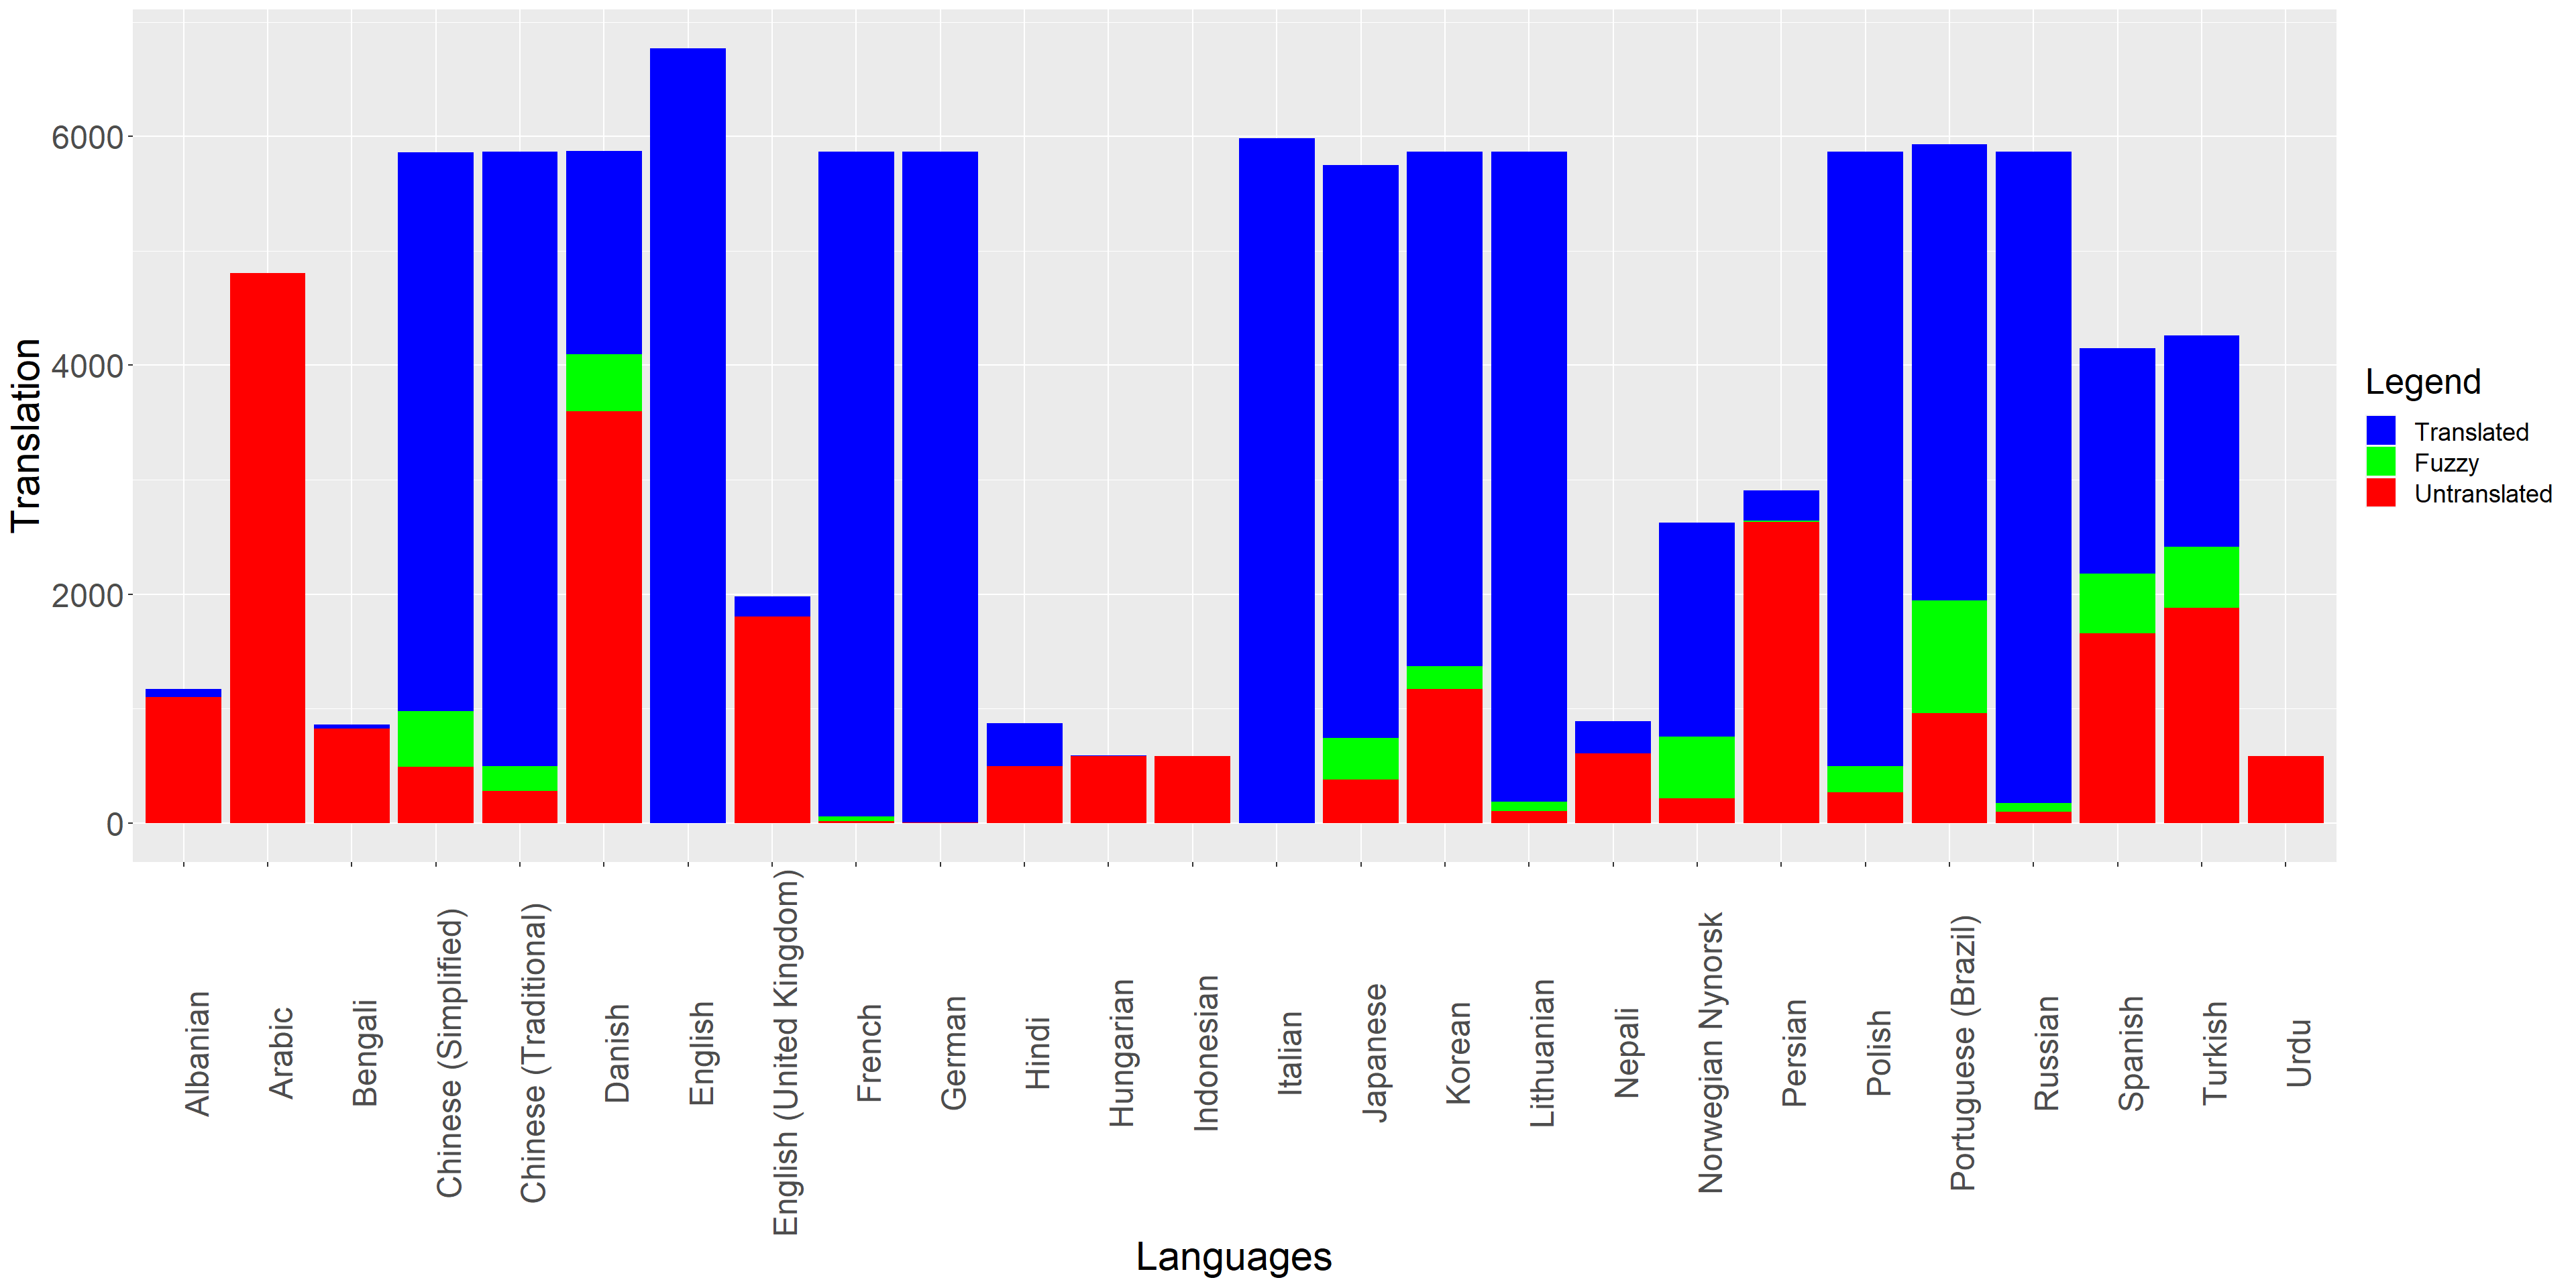 Translation
6000
4000
2000
0
Albanian
Arabic
Bengali
Chinese (Simplified)
Chinese (Traditional)
Danish
English
English (United Kingdom)
French
German
Hindi
Hungarian
Indonesian
Italian
Japanese
Korean
Lithuanian
Nepali
Norwegian Nynorsk
Persian
Polish
Portuguese (Brazil)
Russian
Spanish
Turkish
Urdu
Languages
Legend
Translated
Fuzzy
Untranslated